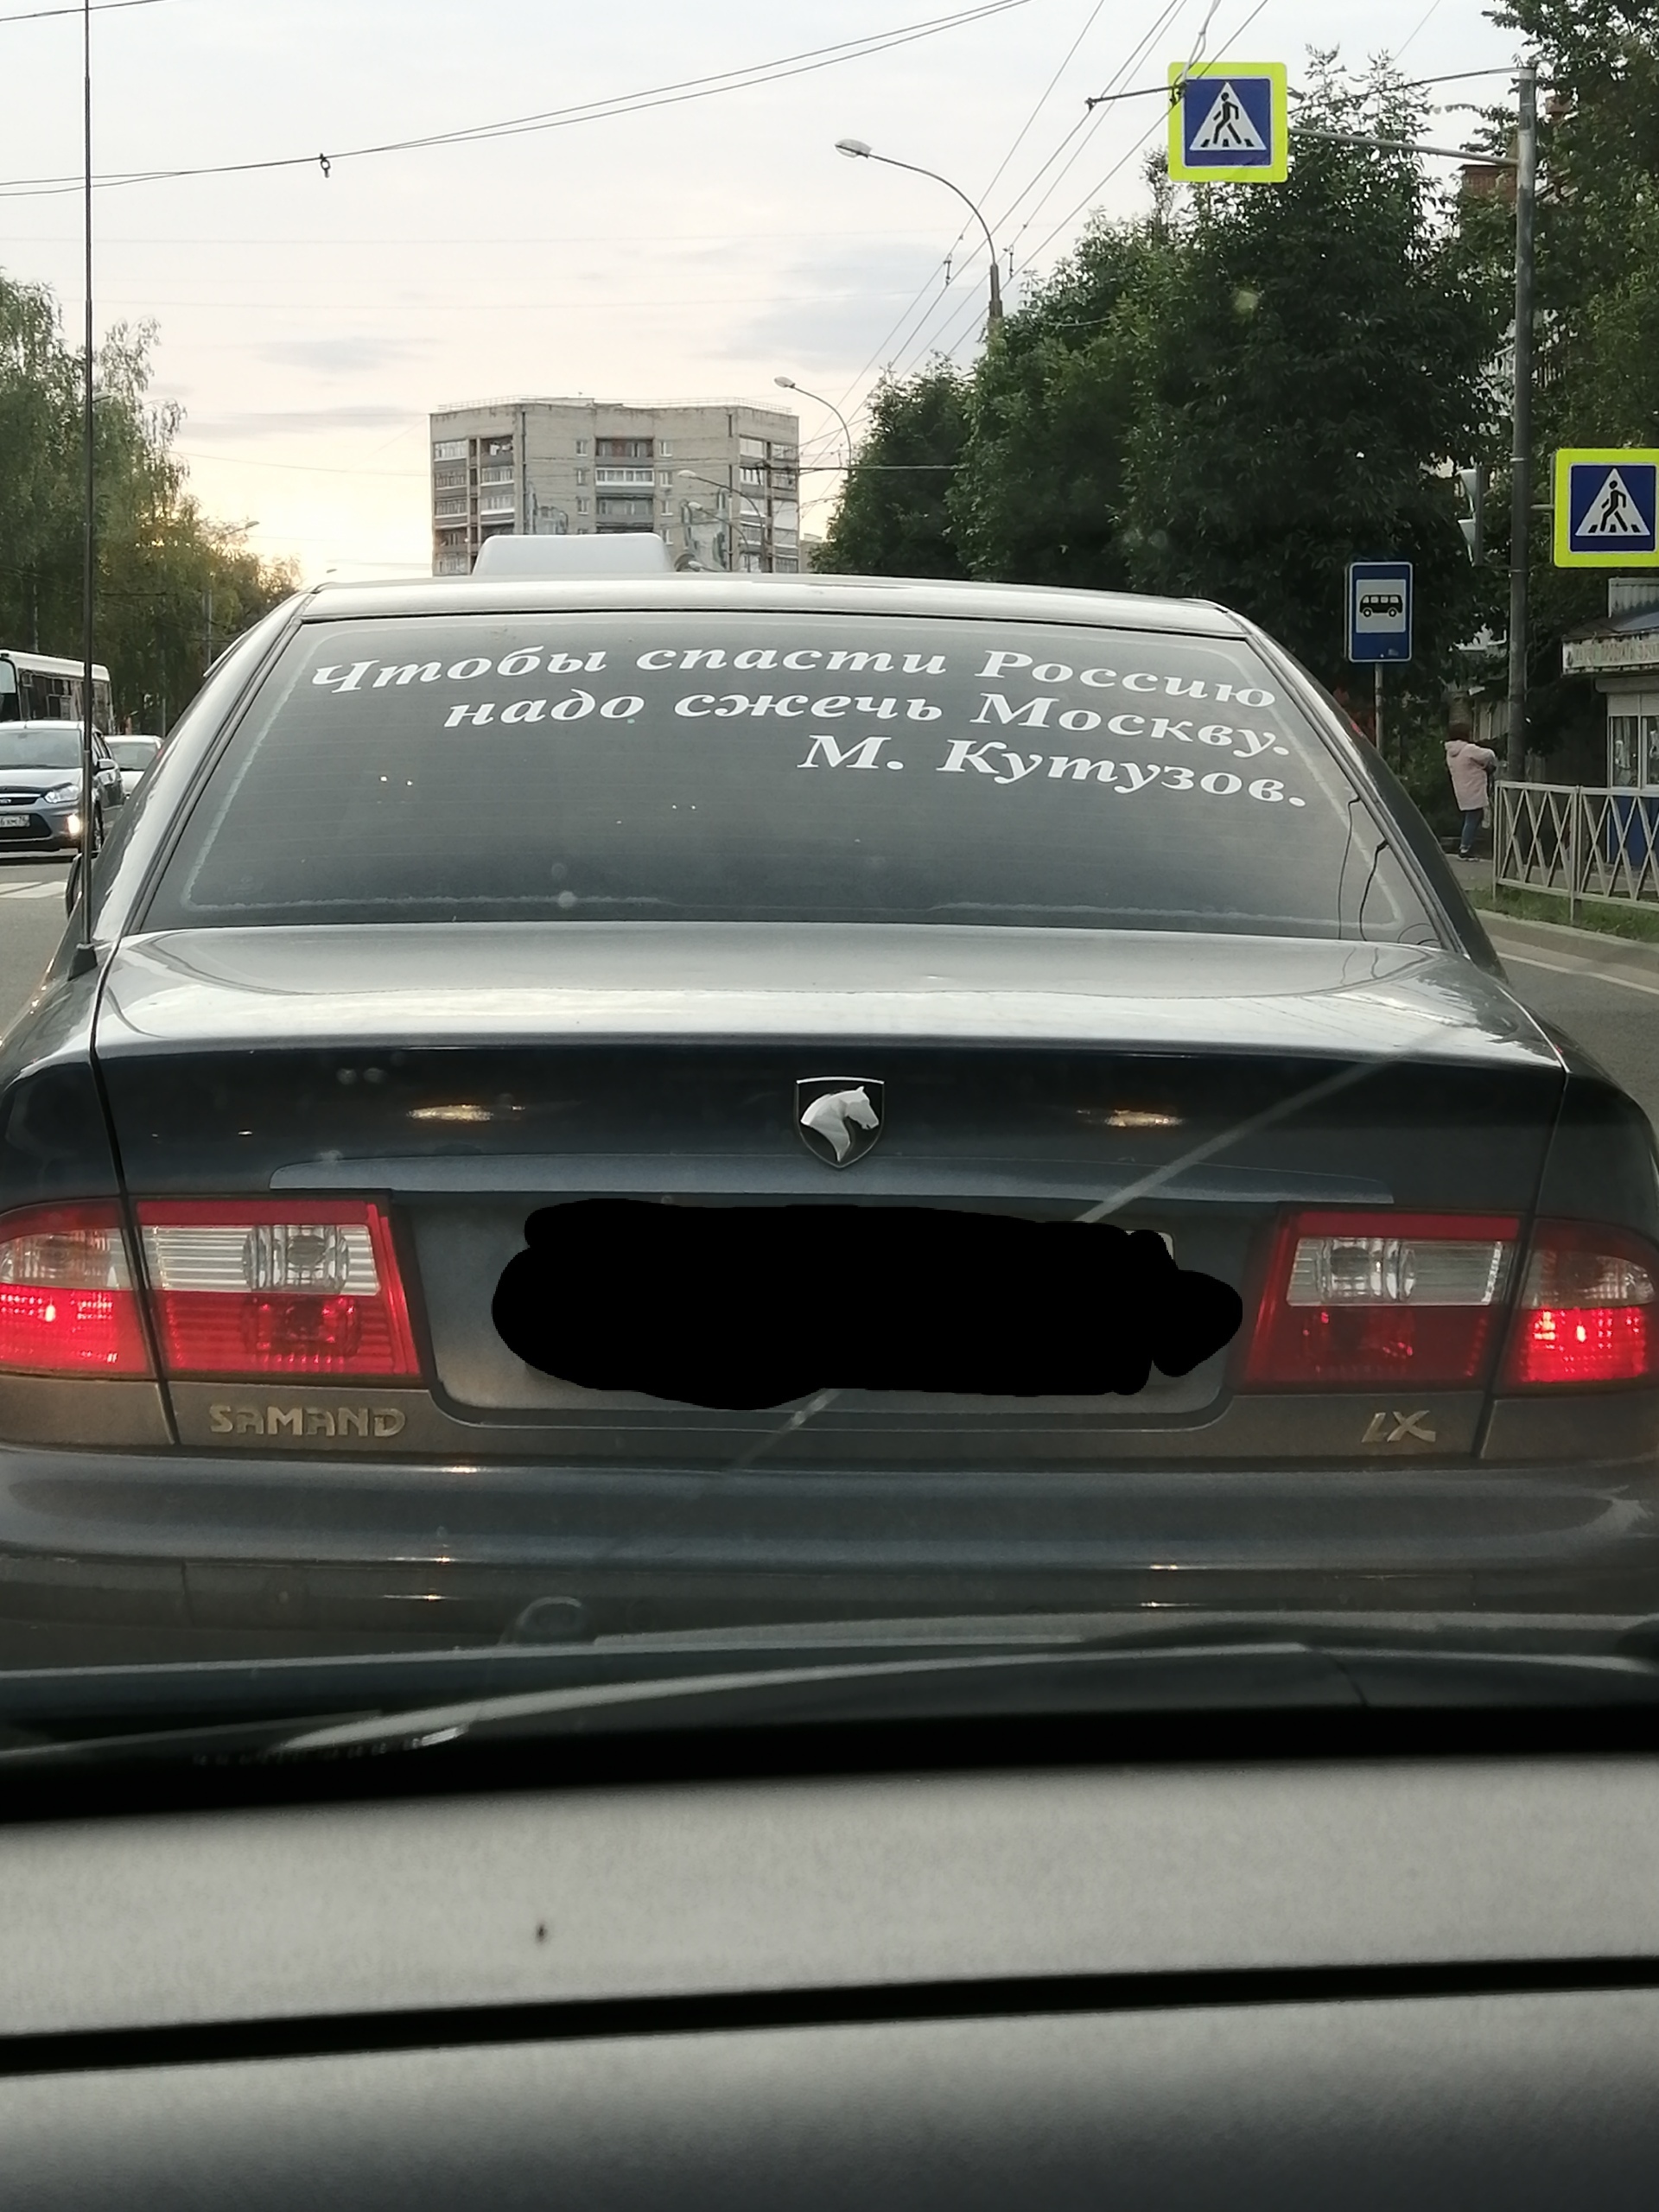 Чтобы спасти Россию
надо сжечь Москву.
М. Кутузов.
SAMAND
LX